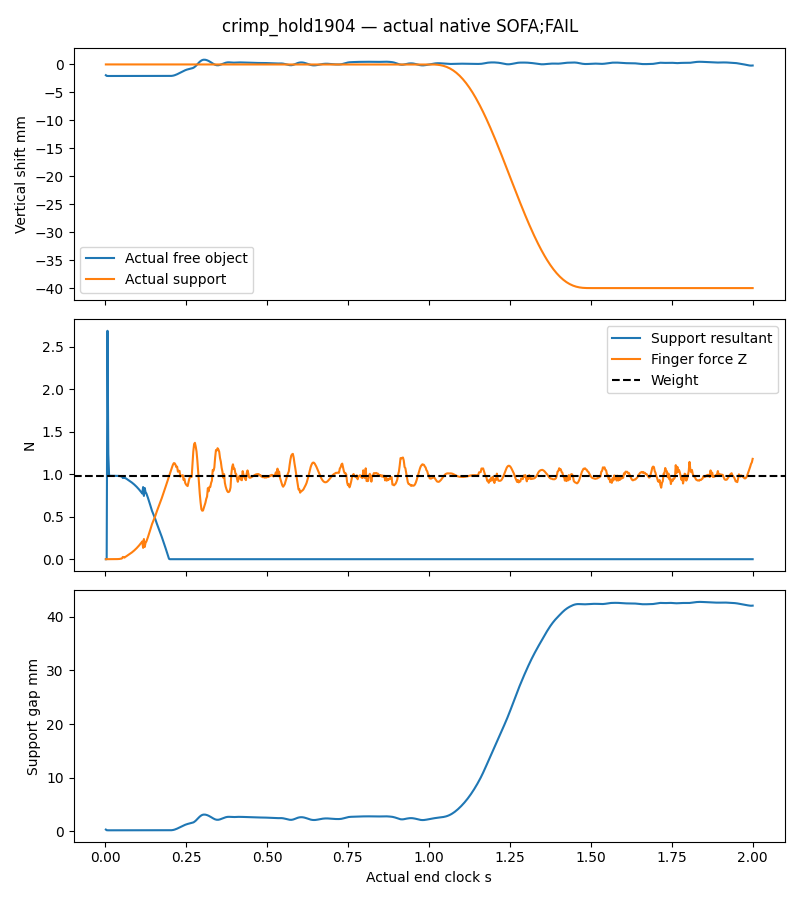 crimp_hold1904 — actual native SOFA;FAIL
Vertical shift mm
0
−5
−10
−15
−20
−25
−30
−35
−40
Actual free object
Actual support
N
2.5
2.0
1.5
1.0
0.5
0.0
Support resultant
Finger force Z
Weight
Support gap mm
40
30
20
10
0
0.00 0.25 0.50 0.75 1.00 1.25 1.50 1.75 2.00
Actual end clock s